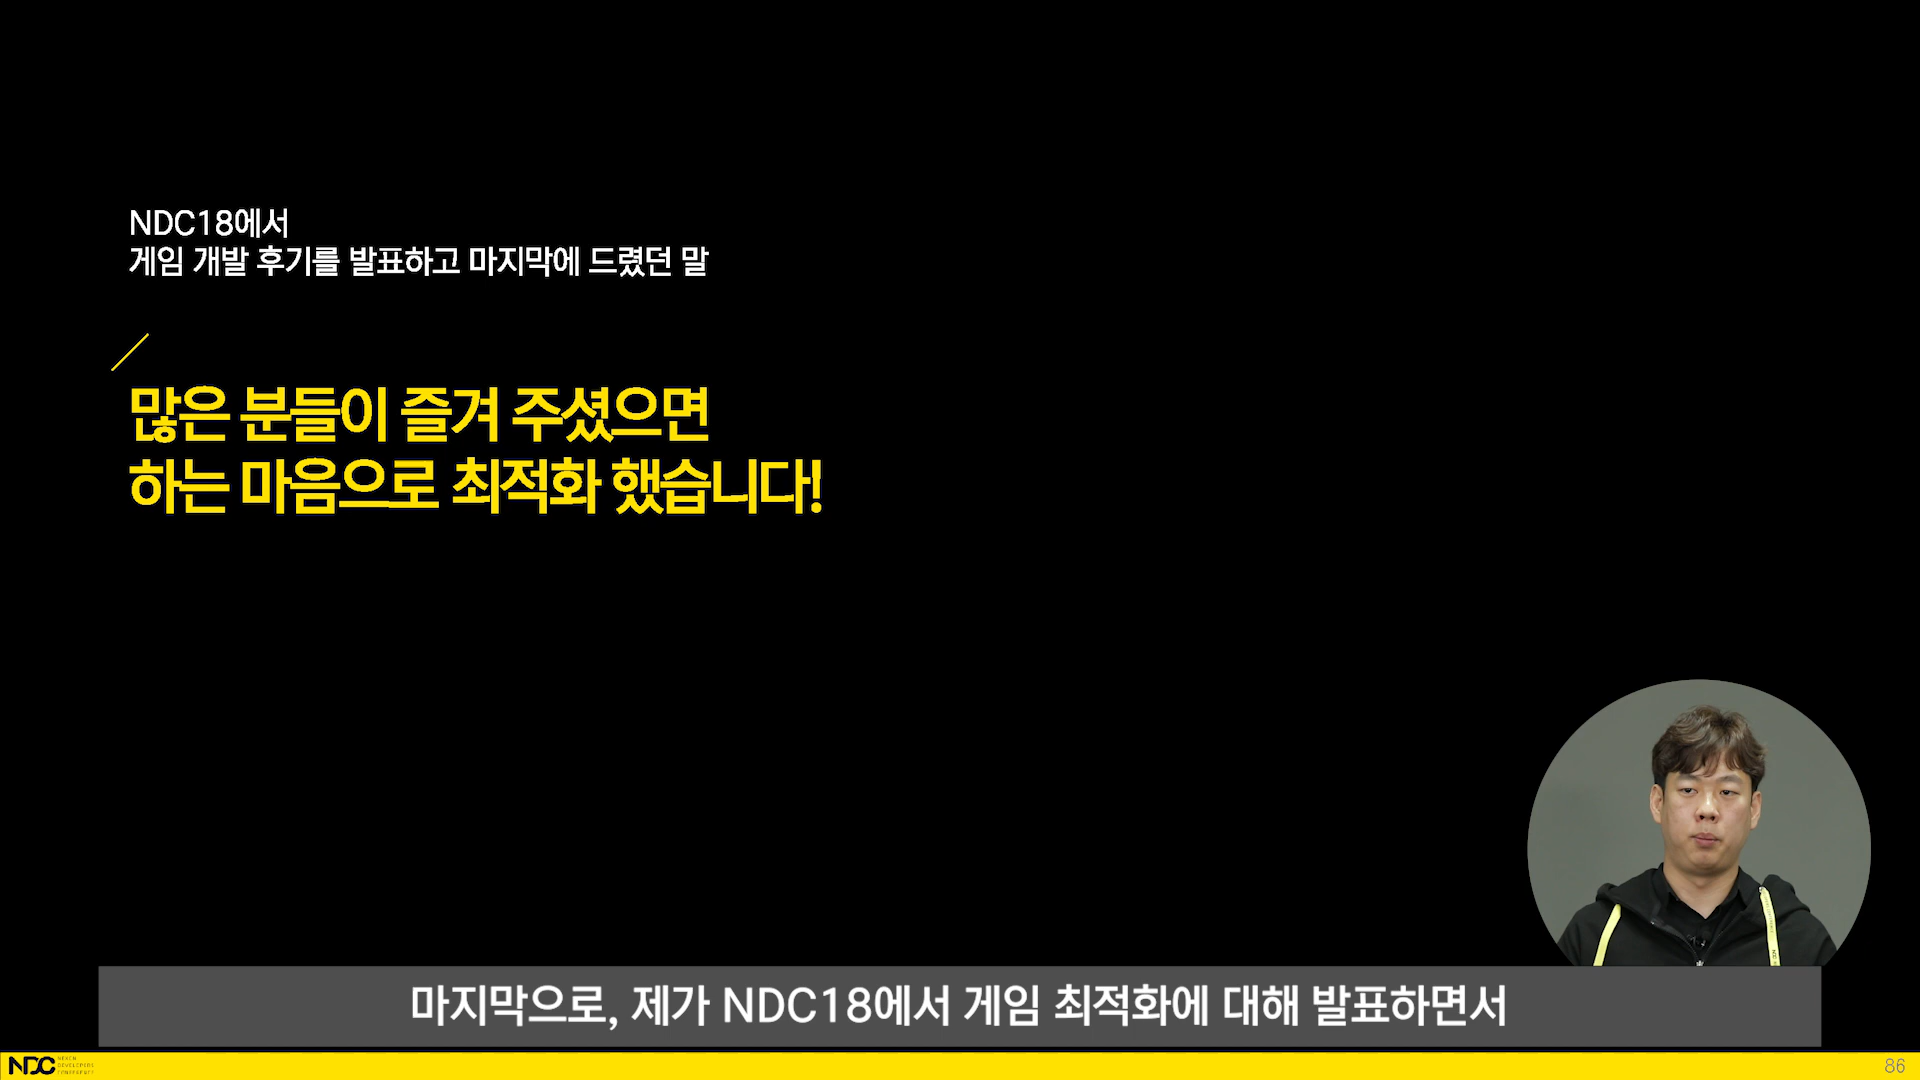 NDC18에서
게임 개발 후기를 발표하고 마지막에 드렸던 말
많은 분들이 즐겨 주셨으면
하는 마음으로 최적화 했습니다!
마지막으로, 제가 NDC18에서 게임 최적화에 대해 발표하면서
NDC
NEXON
DEVELOPERS
CONFERENCE
86